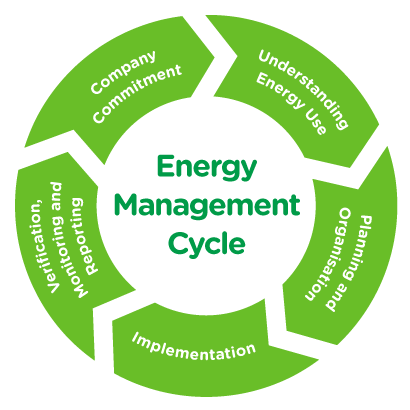 Energy
Management
Cycle
Company
Commitment
Understanding
Energy Use
Planning and
Organisation
Implementation
Verification,
Monitoring and
Reporting